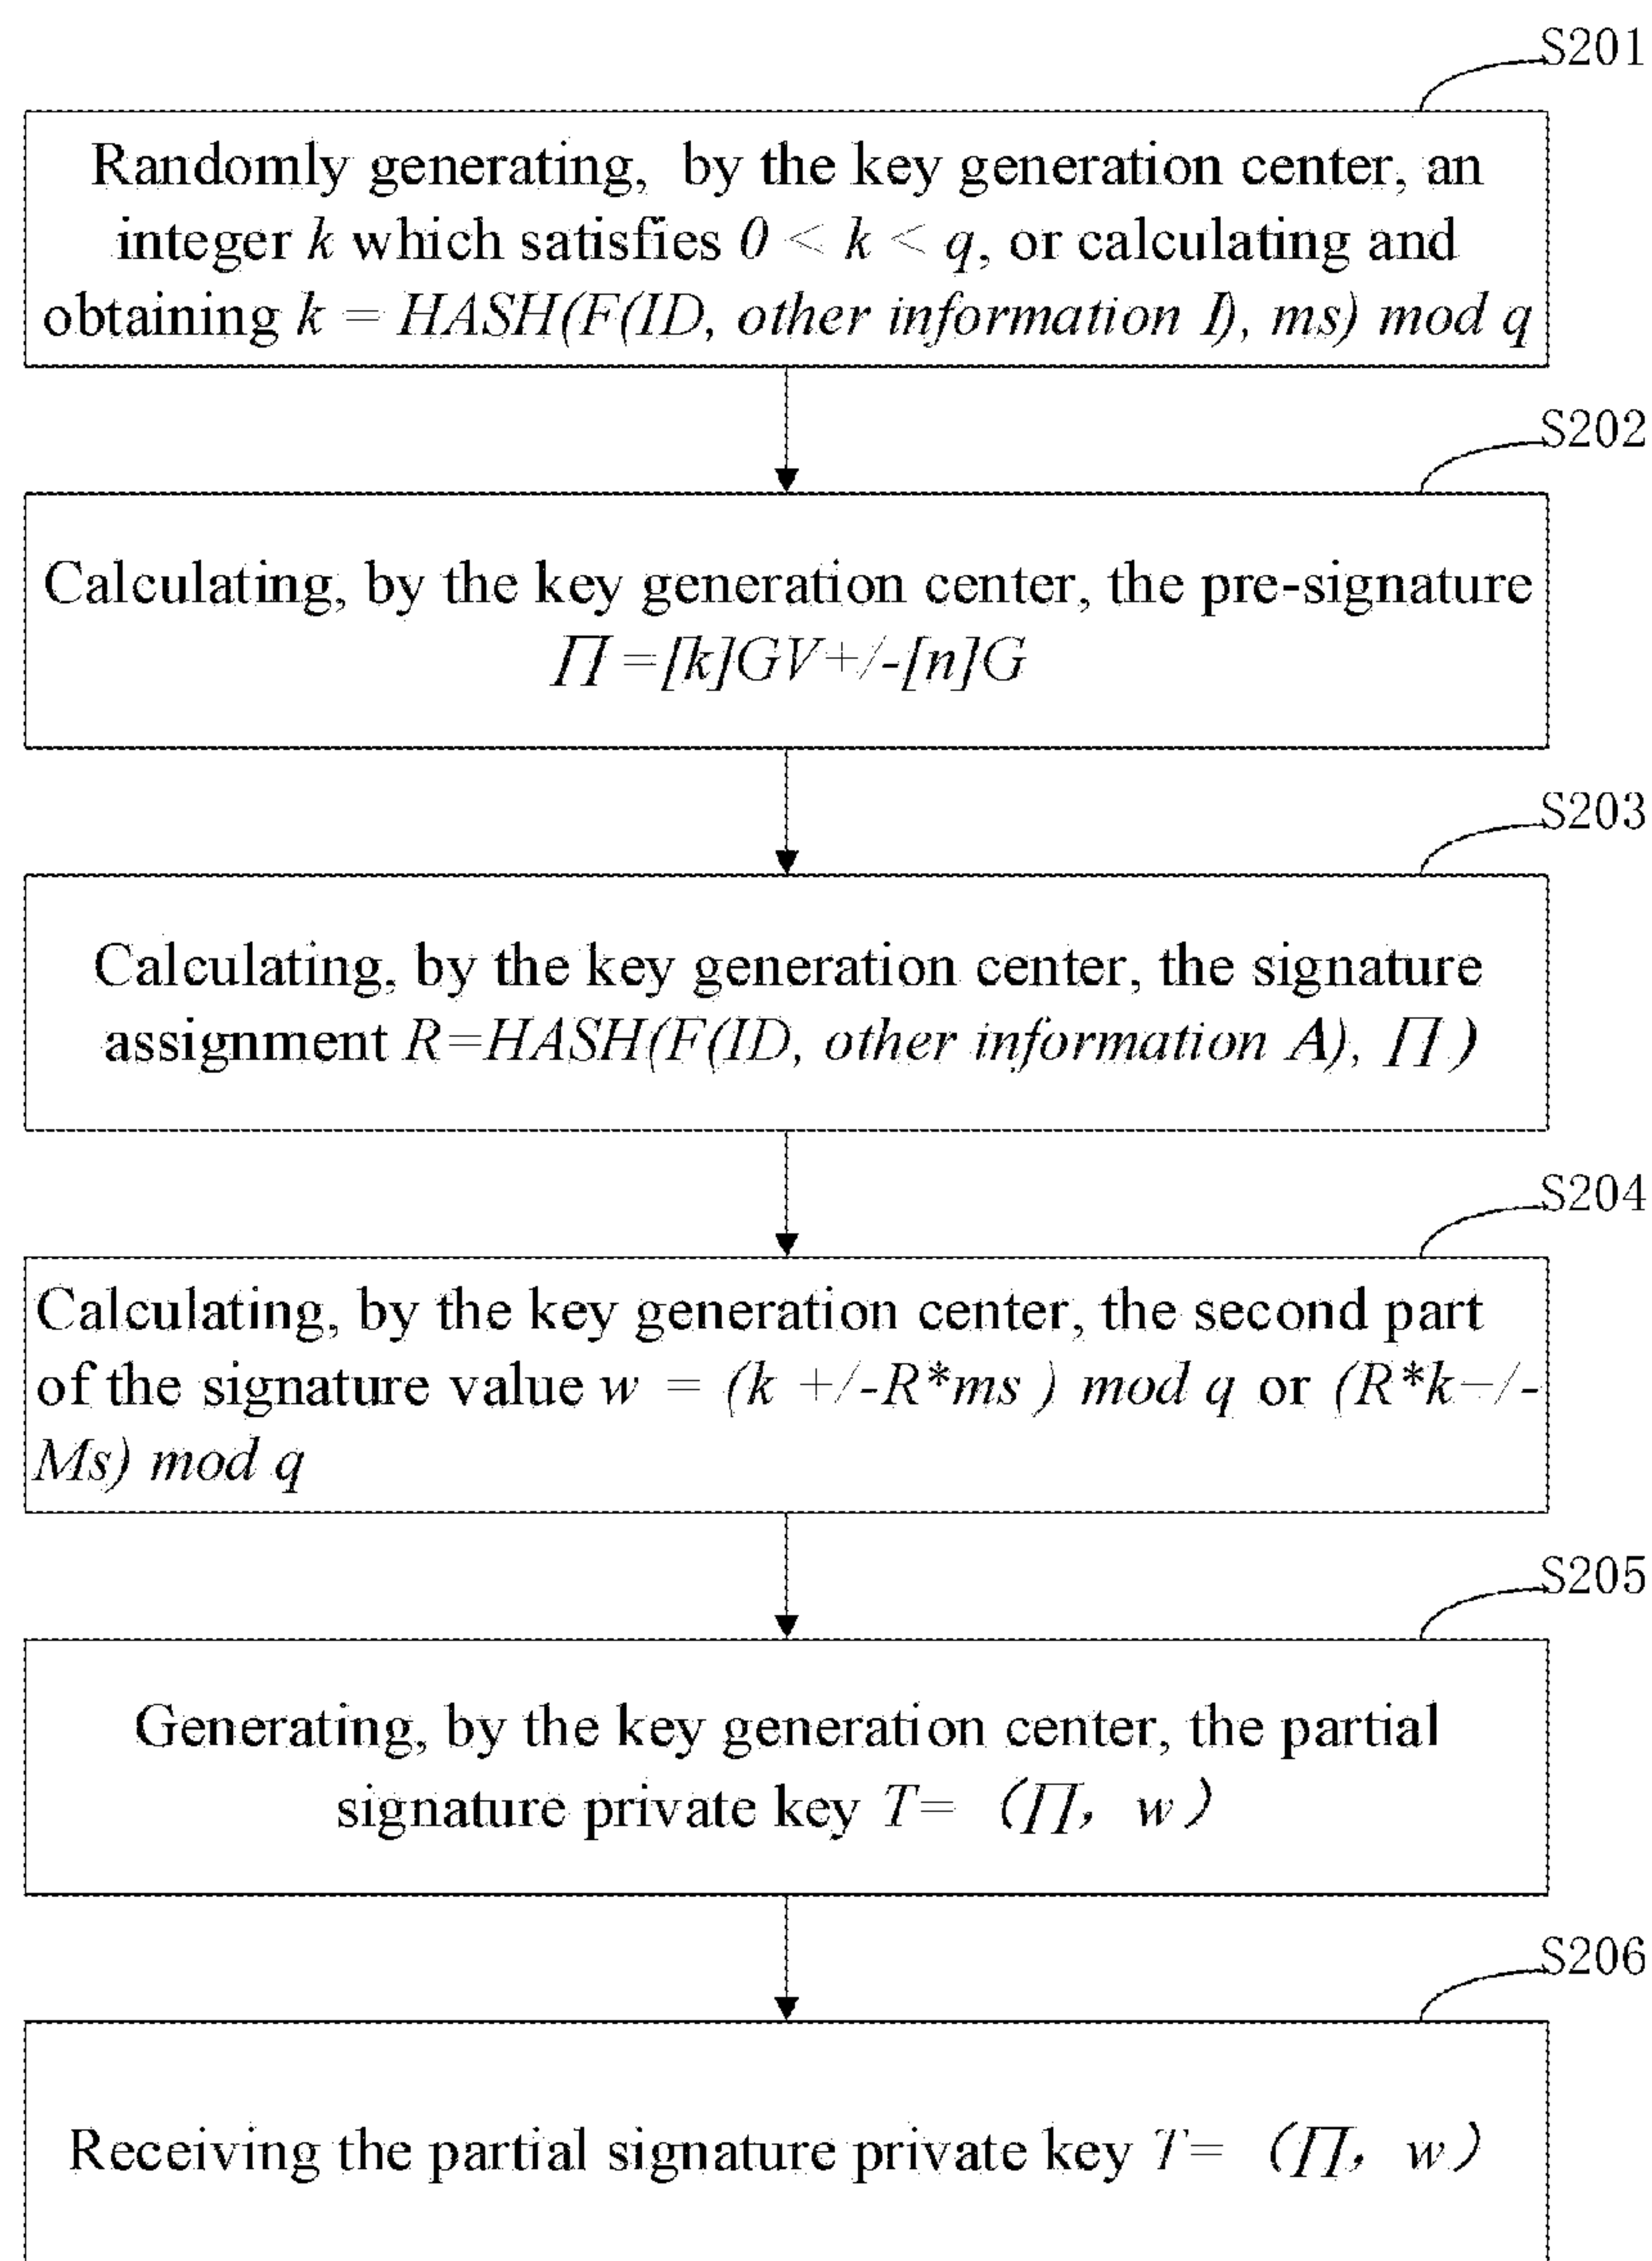 S201
Randomly generating, by the key generation center, an
integer k which satisfies 0 < k < q, or calculating and
obtaining k = HASH(F(ID, other information I), ms) mod q
S202
Calculating, by the key generation center, the pre-signature
Π =[k]GV+/-[n]G
S203
Calculating, by the key generation center, the signature
assignment R=HASH(F(ID, other information A), Π )
S204
Calculating, by the key generation center, the second part
of the signature value w = (k +/-R*ms ) mod q or (R*k+/-
Ms) mod q
S205
Generating, by the key generation center, the partial
signature private key T= (Π, w)
S206
Receiving the partial signature private key T= (Π, w)